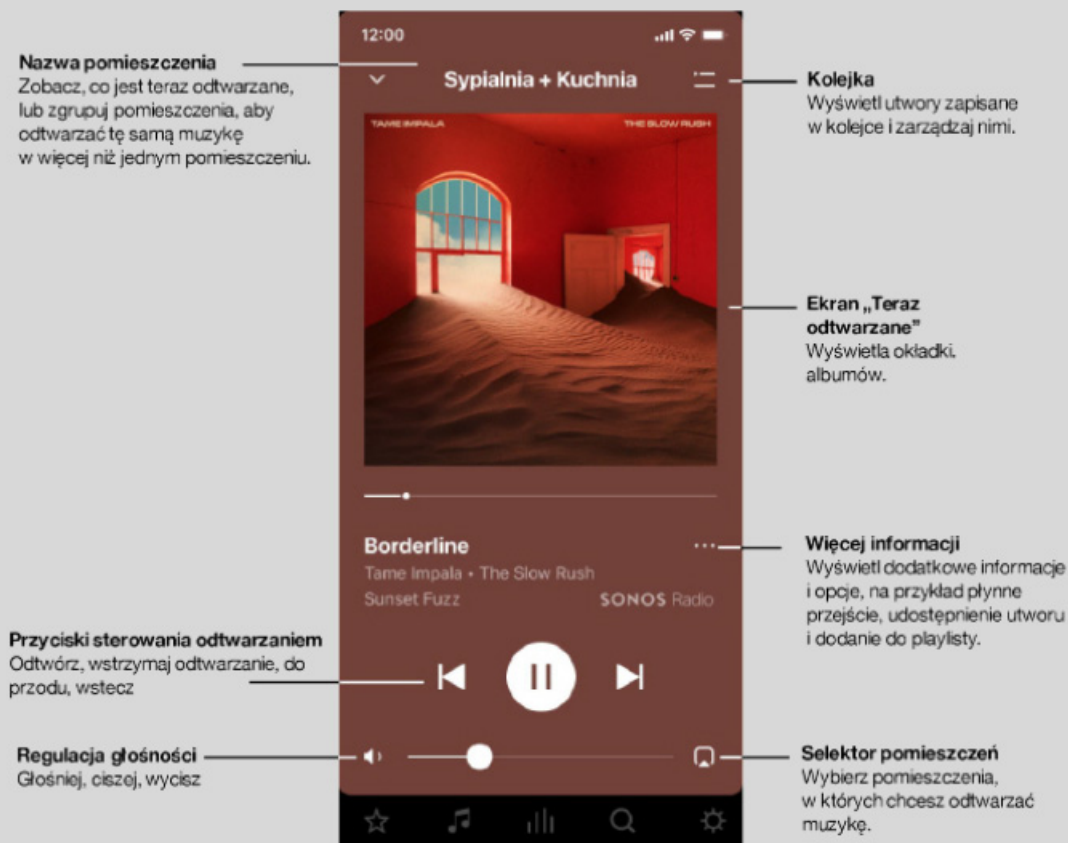 Nazwa pomieszczenia
Zobacz, co jest teraz odtwarzane,
lub zgrupuj pomieszczenia, aby
odtwarzać tę samą muzykę
w więcej niż jednym pomieszczeniu.
12:00
Sypialnia + Kuchnia
TAME IMPALA
THE SLOW RUSH
Kolejka
Wyświetl utwory zapisane
w kolejce i zarządzaj nimi.
Ekran „Teraz
odtwarzane”
Wyświetla okładki.
albumów.
Borderline
Tame Impala • The Slow Rush
Sunset Fuzz
SONOS Radio
Więcej informacji
Wyświetl dodatkowe informacje
i opcje, na przykład płynne
przejście, udostępnienie utworu
i dodanie do playlisty.
Przyciski sterowania odtwarzaniem
Odtwórz, wstrzymaj odtwarzanie, do
przodu, wstecz
Regulacja głośności
Głośniej, ciszej, wycisz
Selektor pomieszczeń
Wybierz pomieszczenia,
w których chcesz odtwarzać
muzykę.